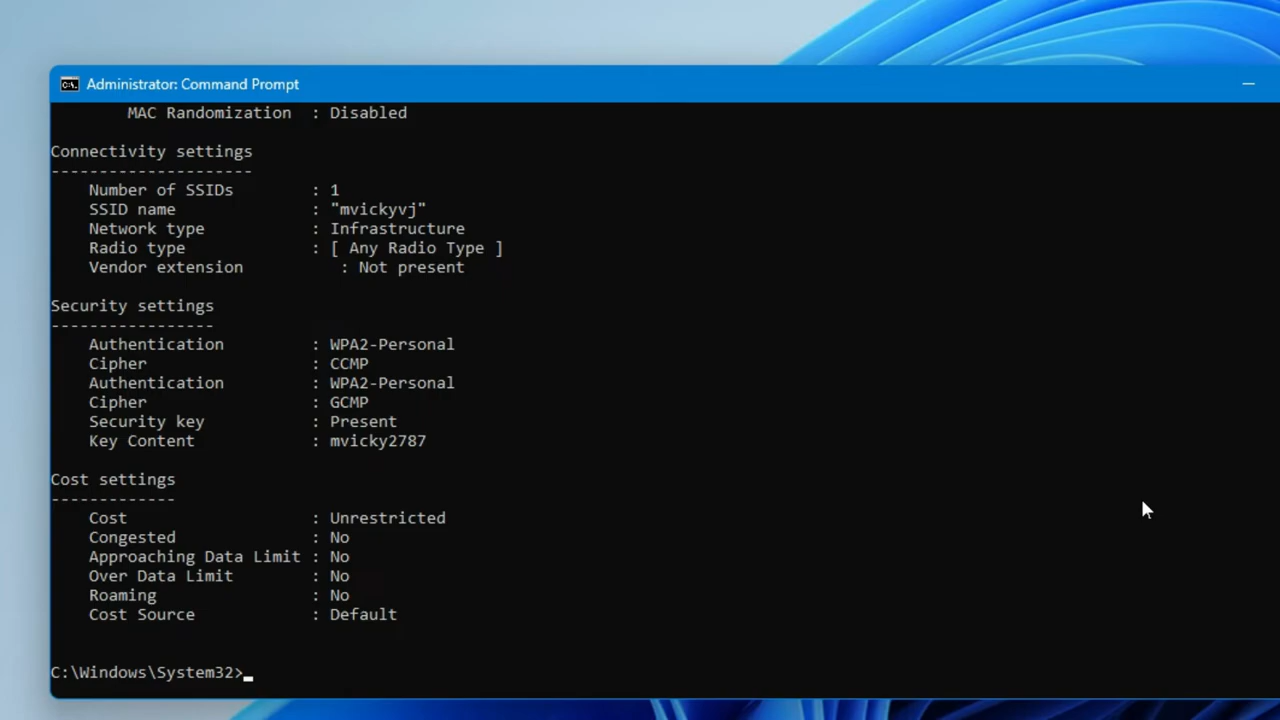 Administrator: Command Prompt
MAC Randomization : Disabled
Connectivity settings
---------------------
Number of SSIDs : 1
SSID name : "mvickyvj"
Network type : Infrastructure
Radio type : [ Any Radio Type ]
Vendor extension : Not present
Security settings
-----------------
Authentication : WPA2-Personal
Cipher : CCMP
Authentication : WPA2-Personal
Cipher : GCMP
Security key : Present
Key Content : mvicky2787
Cost settings
-------------
Cost : Unrestricted
Congested : No
Approaching Data Limit : No
Over Data Limit : No
Roaming : No
Cost Source : Default
C:\Windows\System32>